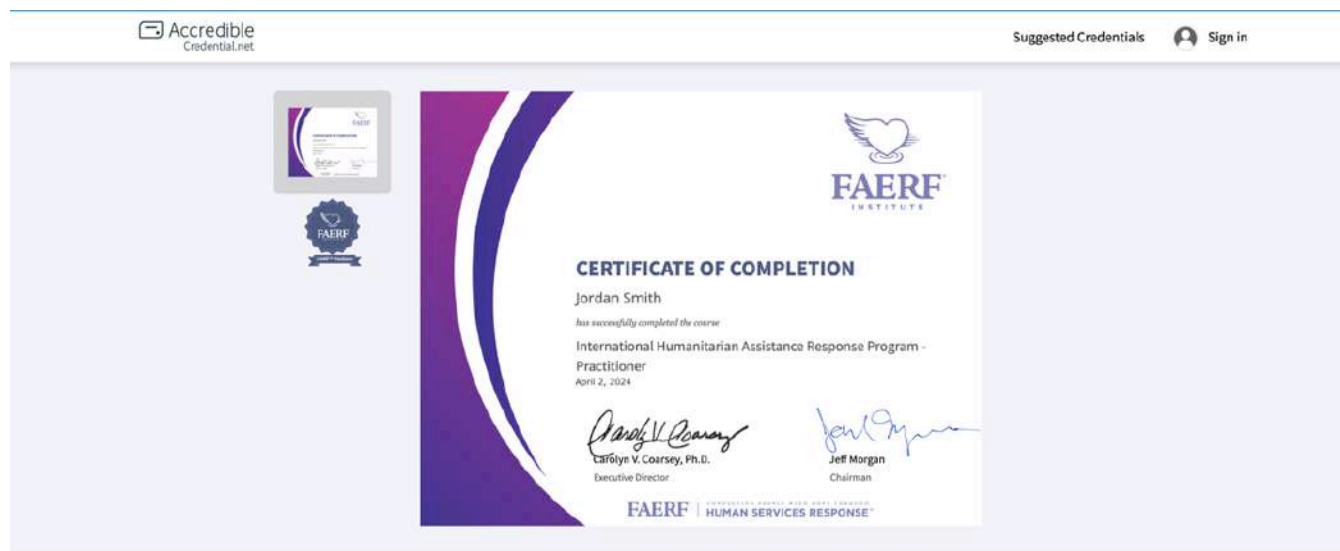 Accredible
Credential.net
Suggested Credentials
Sign in
FAERF
INSTITUTE
FAERF
CERTIFICATE OF COMPLETION
Jordan Smith
has successfully completed the course
International Humanitarian Assistance Response Program -
Practitioner
April 2, 2024
Carolyn V. Coarsey, Ph.D.
Jeff Morgan
Executive Director
Chairman
FAERF
HUMAN SERVICES RESPONSE™